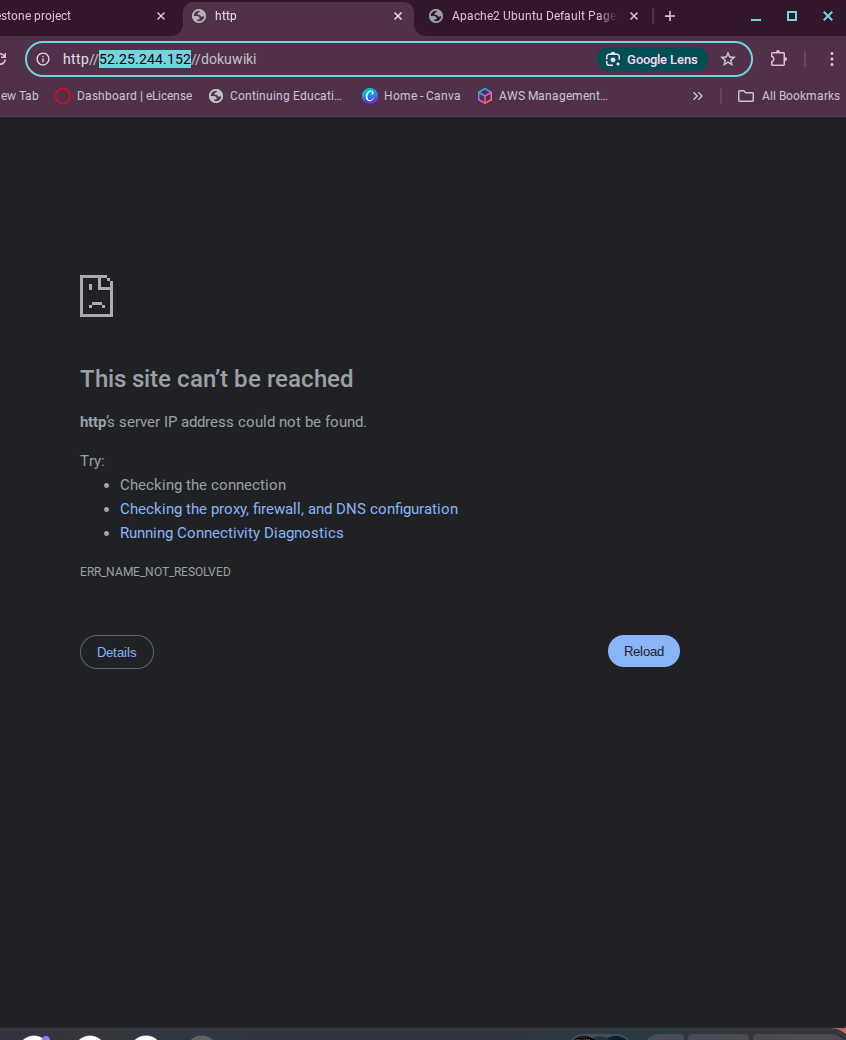 estone project
http
Apache2 Ubuntu Default Page
http//52.25.244.152//dokuwiki
Google Lens
ew Tab
Dashboard | eLicense
Continuing Educati...
Home - Canva
AWS Management...
All Bookmarks
This site can’t be reached
http’s server IP address could not be found.
Try:
• Checking the connection
• Checking the proxy, firewall, and DNS configuration
• Running Connectivity Diagnostics
ERR_NAME_NOT_RESOLVED
Details
Reload